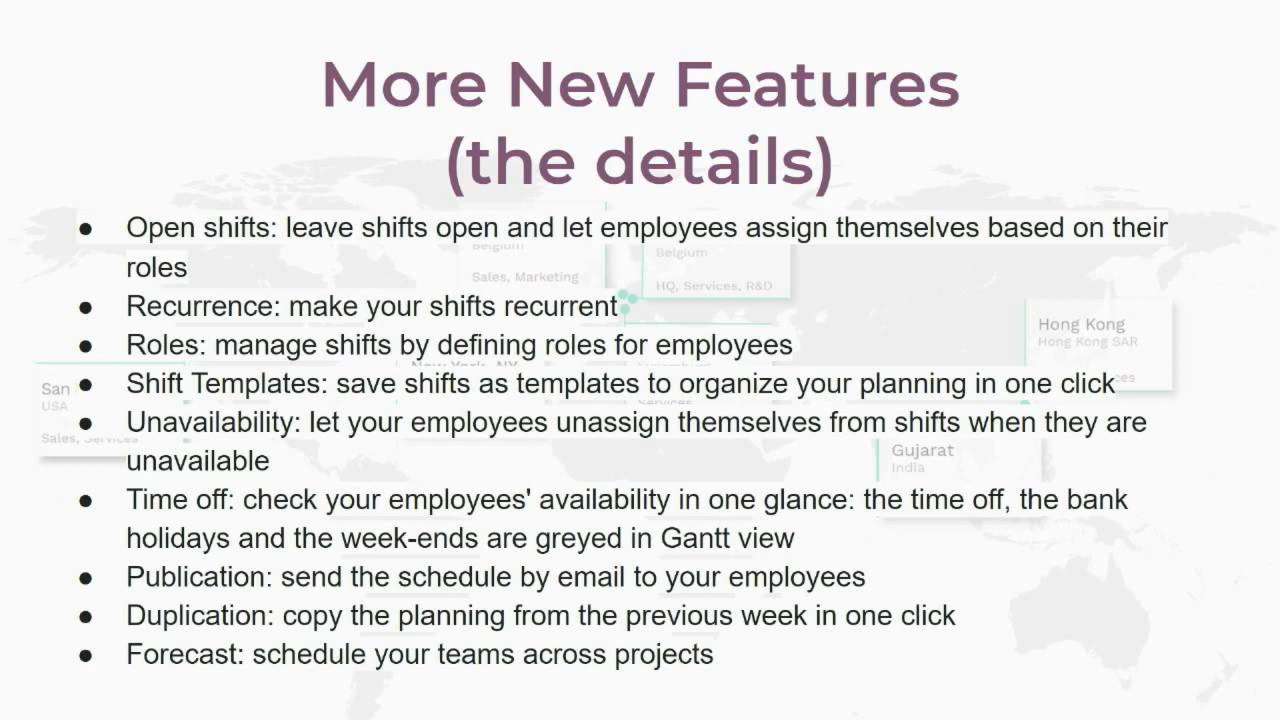 More New Features
(the details)
● Open shifts: leave shifts open and let employees assign themselves based on their
roles
● Recurrence: make your shifts recurrent
● Roles: manage shifts by defining roles for employees
● Shift Templates: save shifts as templates to organize your planning in one click
● Unavailability: let your employees unassign themselves from shifts when they are
unavailable
● Time off: check your employees' availability in one glance: the time off, the bank
holidays and the week-ends are greyed in Gantt view
● Publication: send the schedule by email to your employees
● Duplication: copy the planning from the previous week in one click
● Forecast: schedule your teams across projects
Belgium
Sales, Marketing
Belgium
HQ, Services, R&D
Hong Kong
Hong Kong SAR
San
USA
Sales, Services
New York, NY
Services
Gujarat
India